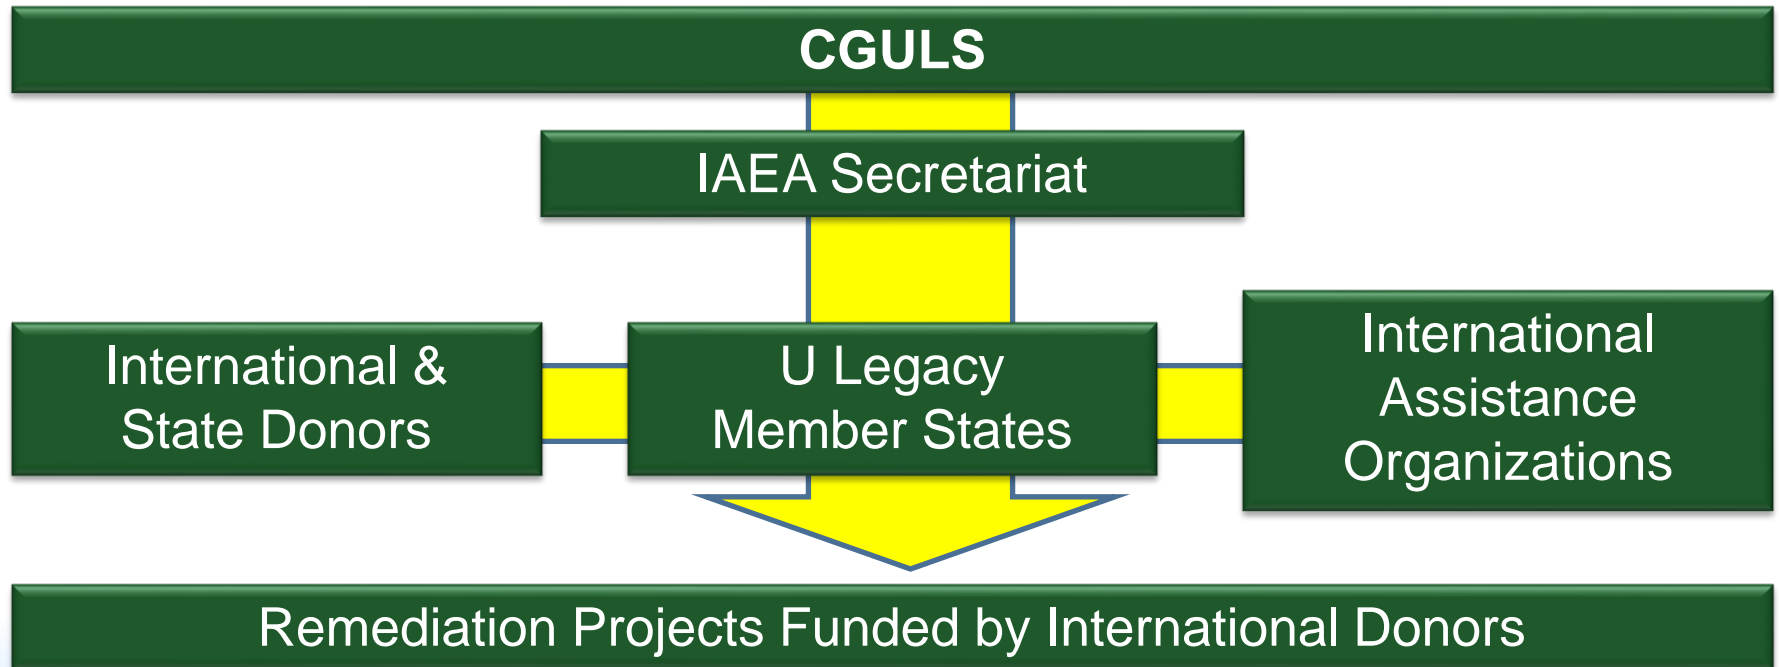 CGULS
IAEA Secretariat
International &
State Donors
U Legacy
Member States
International
Assistance
Organizations
Remediation Projects Funded by International Donors